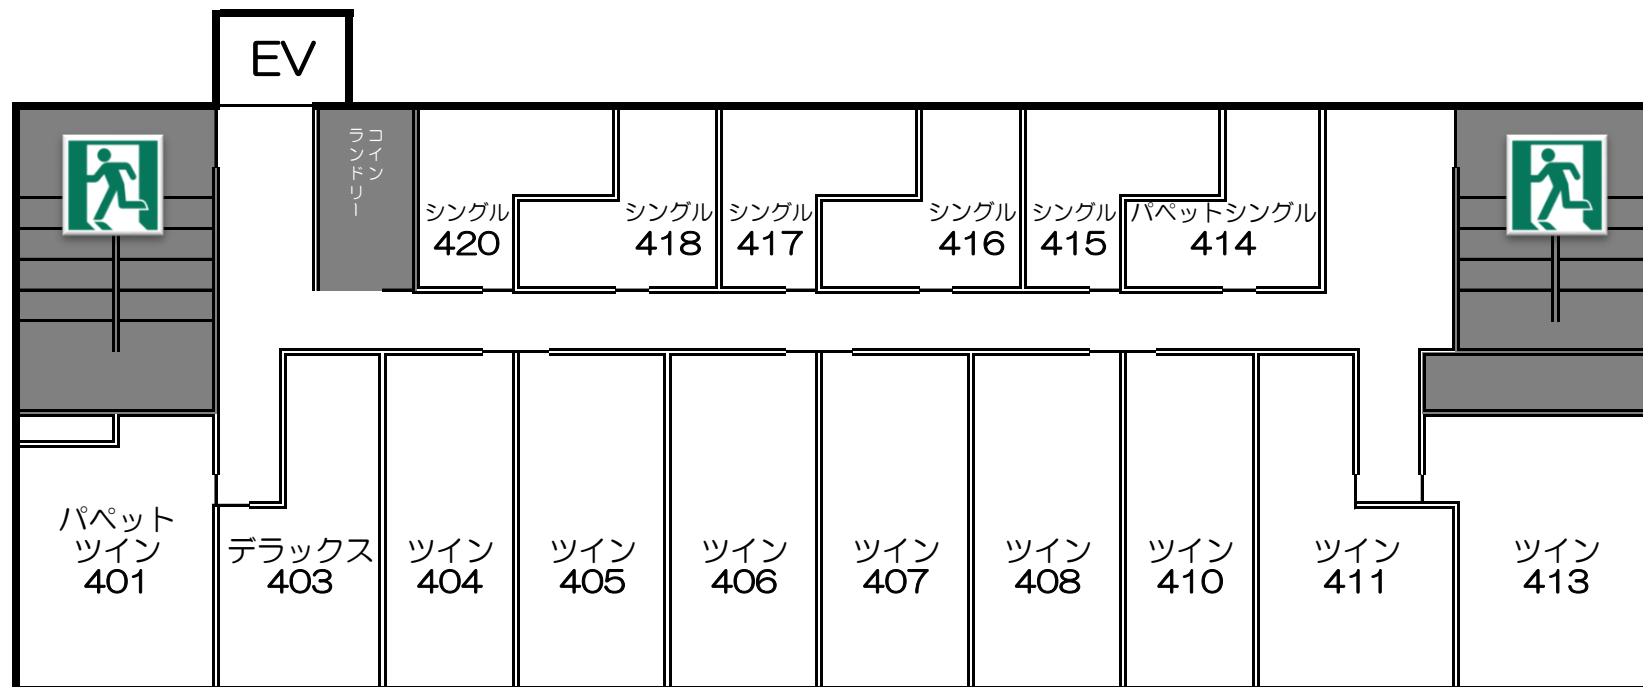 EV
コイン
ランドリー
シングル
420
シングル
418
シングル
417
シングル
416
シングル
415
パペットシングル
414
パペット
ツイン
401
デラックス
403
ツイン
404
ツイン
405
ツイン
406
ツイン
407
ツイン
408
ツイン
410
ツイン
411
ツイン
413